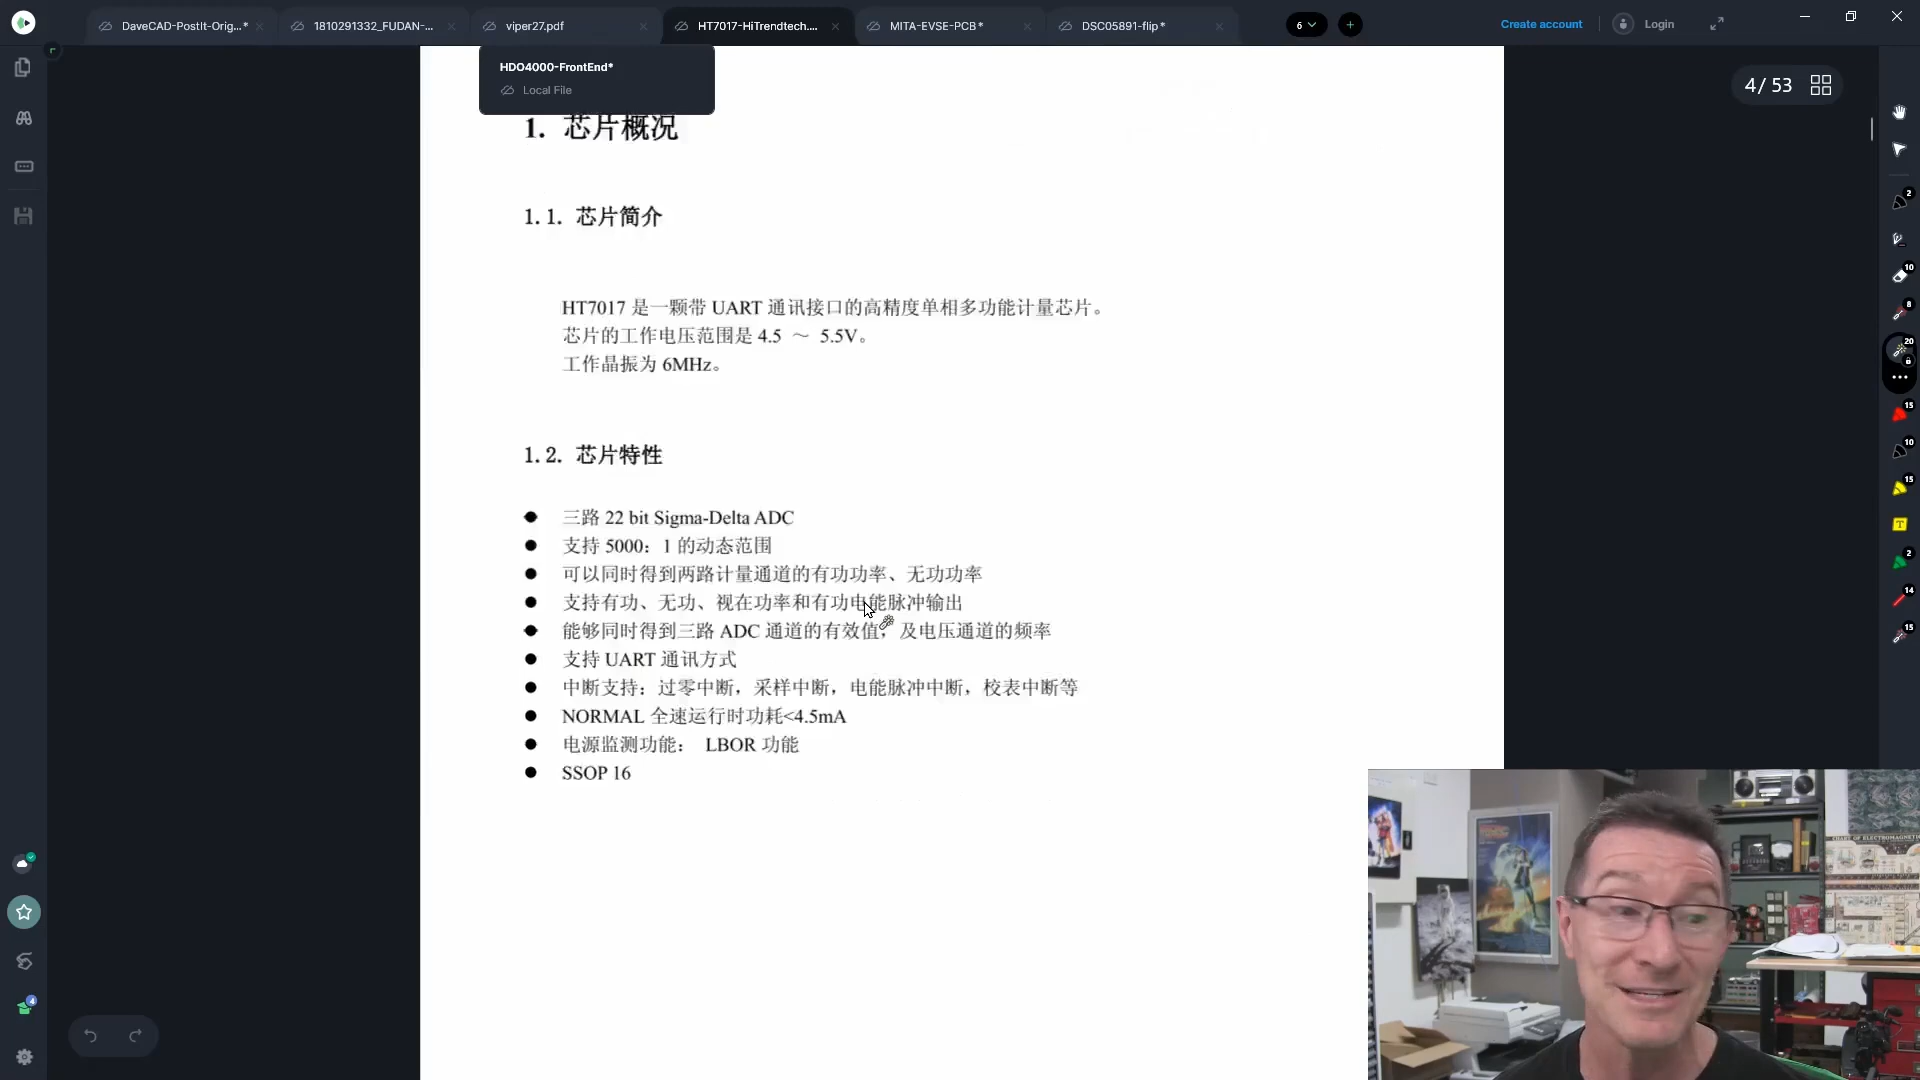 DaveCAD-PostIt-Orig...*
1810291332_FUDAN-...
viper27.pdf
HT7017-HiTrendtech....
MITA-EVSE-PCB*
DSC05891-flip*
6
Create account
Login
HDO4000-FrontEnd*
Local File
4/ 53
1. 芯片概况
1.1. 芯片简介
HT7017 是一颗带 UART 通讯接口的高精度单相多功能计量芯片。
芯片的工作电压范围是 4.5 ～ 5.5V。
工作晶振为 6MHz。
1.2. 芯片特性
● 三路 22 bit Sigma-Delta ADC
● 支持 5000：1 的动态范围
● 可以同时得到两路计量通道的有功功率、无功功率
● 支持有功、无功、视在功率和有功电能脉冲输出
● 能够同时得到三路 ADC 通道的有效值，及电压通道的频率
● 支持 UART 通讯方式
● 中断支持：过零中断，采样中断，电能脉冲中断，校表中断等
● NORMAL 全速运行时功耗<4.5mA
● 电源监测功能： LBOR 功能
● SSOP 16
2
10
8
20
15
10
15
T
2
14
15
4